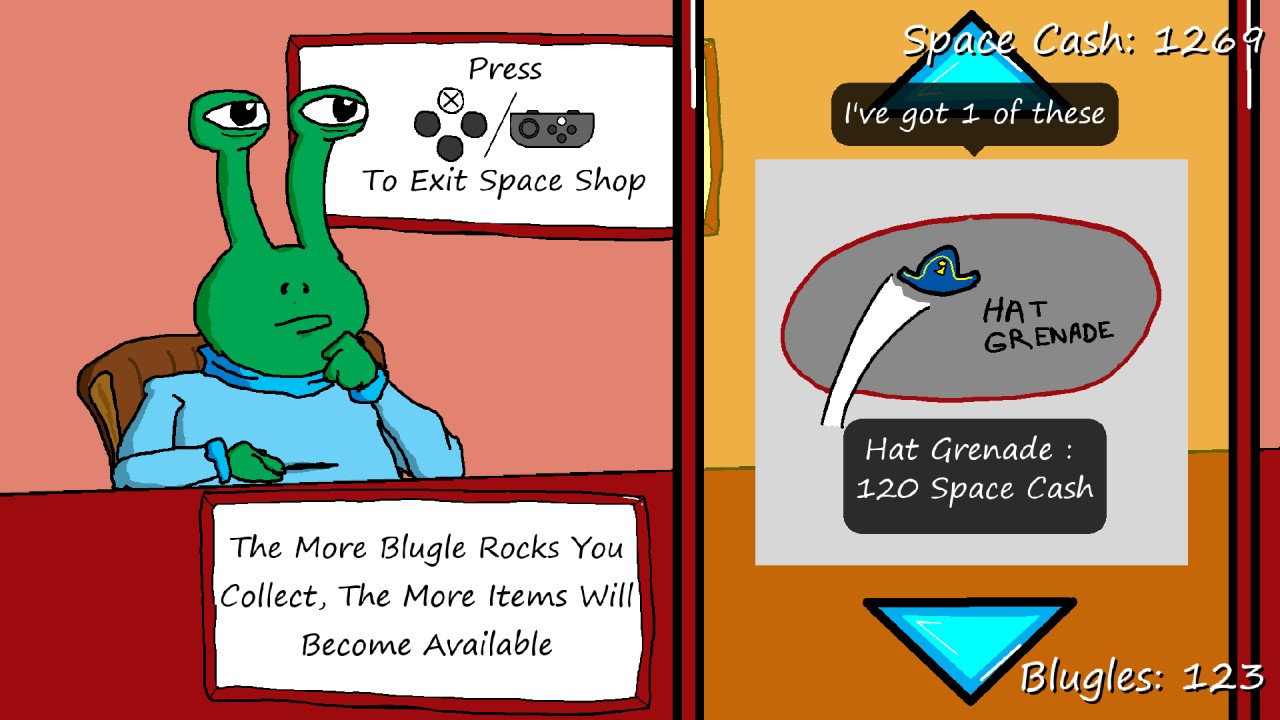 Press
To Exit Space Shop
The More Blugle Rocks You
Collect, The More Items Will
Become Available
Space Cash: 1269
I've got 1 of these
HAT
GRENADE
Hat Grenade :
120 Space Cash
Blugles: 123